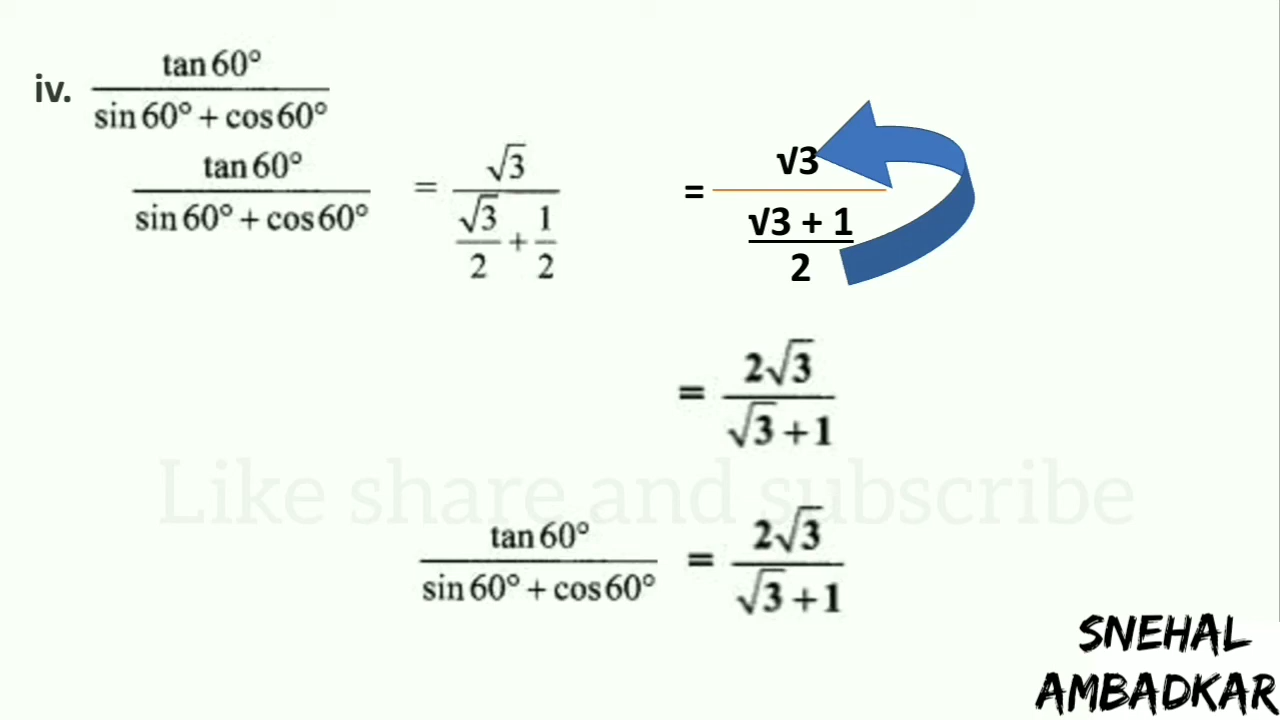 iv. tan 60°
sin 60° + cos 60°
tan 60°
sin 60° + cos 60°
= √3
√3/2 + 1/2
= √3
√3 + 1
2
= 2√3
√3 + 1
Like share and subscribe
tan 60°
sin 60° + cos 60°
= 2√3
√3 + 1
SNEHAL
AMBADKAR